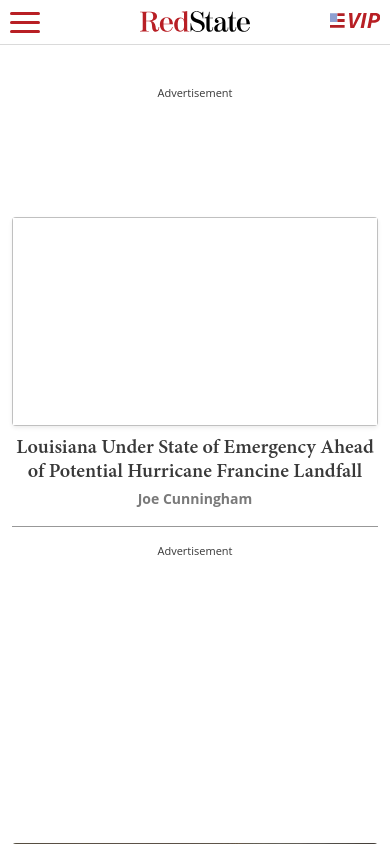 RedState
VIP
Advertisement
Louisiana Under State of Emergency Ahead
of Potential Hurricane Francine Landfall
Joe Cunningham
Advertisement